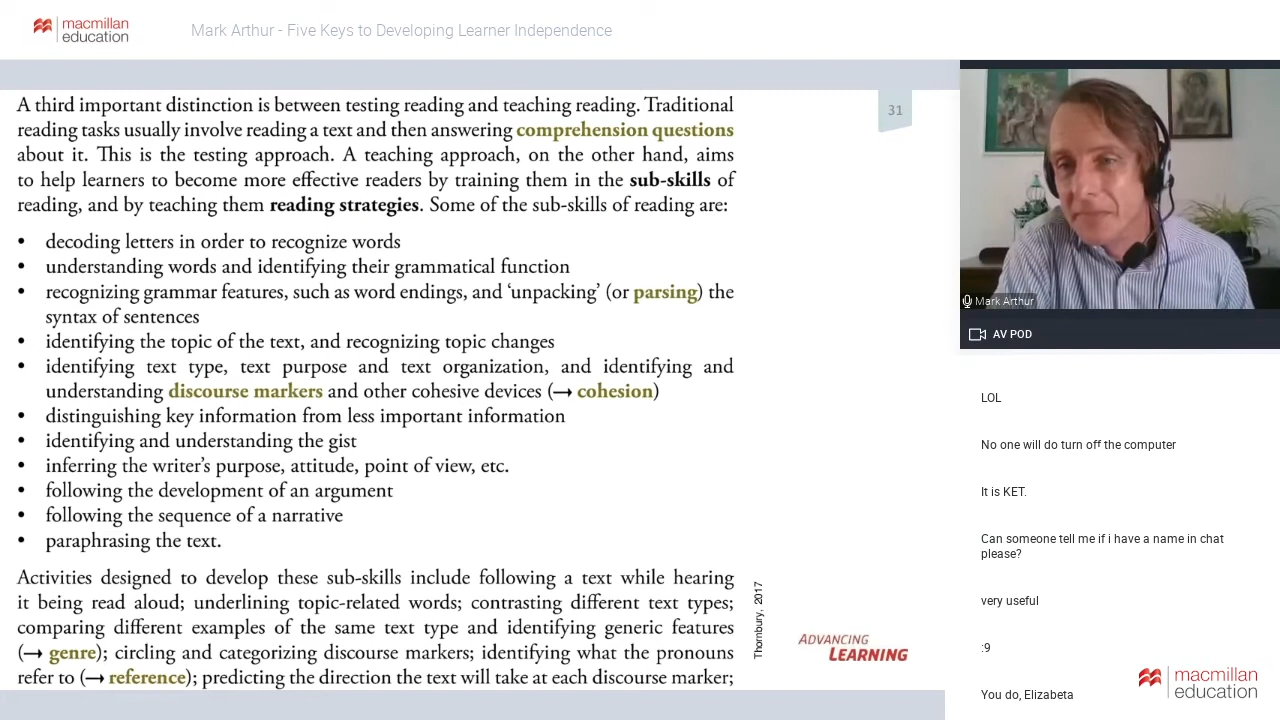 macmillan
education
Mark Arthur - Five Keys to Developing Learner Independence
A third important distinction is between testing reading and teaching reading. Traditional
reading tasks usually involve reading a text and then answering comprehension questions
about it. This is the testing approach. A teaching approach, on the other hand, aims
to help learners to become more effective readers by training them in the sub-skills of
reading, and by teaching them reading strategies. Some of the sub-skills of reading are:
• decoding letters in order to recognize words
• understanding words and identifying their grammatical function
• recognizing grammar features, such as word endings, and ‘unpacking’ (or parsing) the
syntax of sentences
• identifying the topic of the text, and recognizing topic changes
• identifying text type, text purpose and text organization, and identifying and
understanding discourse markers and other cohesive devices (→ cohesion)
• distinguishing key information from less important information
• identifying and understanding the gist
• inferring the writer’s purpose, attitude, point of view, etc.
• following the development of an argument
• following the sequence of a narrative
• paraphrasing the text.
Activities designed to develop these sub-skills include following a text while hearing
it being read aloud; underlining topic-related words; contrasting different text types;
comparing different examples of the same text type and identifying generic features
(→ genre); circling and categorizing discourse markers; identifying what the pronouns
refer to (→ reference); predicting the direction the text will take at each discourse marker;
Thornbury, 2017
31
ADVANCING
LEARNING
Mark Arthur
AV POD
LOL
No one will do turn off the computer
It is KET.
Can someone tell me if i have a name in chat
please?
very useful
:9
You do, Elizabeta
macmillan
education